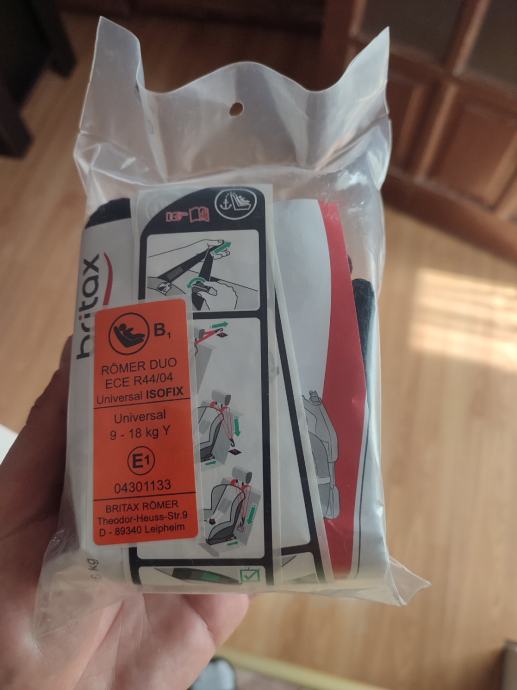 britax
B1
RÖMER DUO
ECE R44/04
Universal ISOFIX
Universal
9 - 18 kg Y
E1
04301133
BRITAX RÖMER
Theodor-Heuss-Str.9
D - 89340 Leipheim
kg